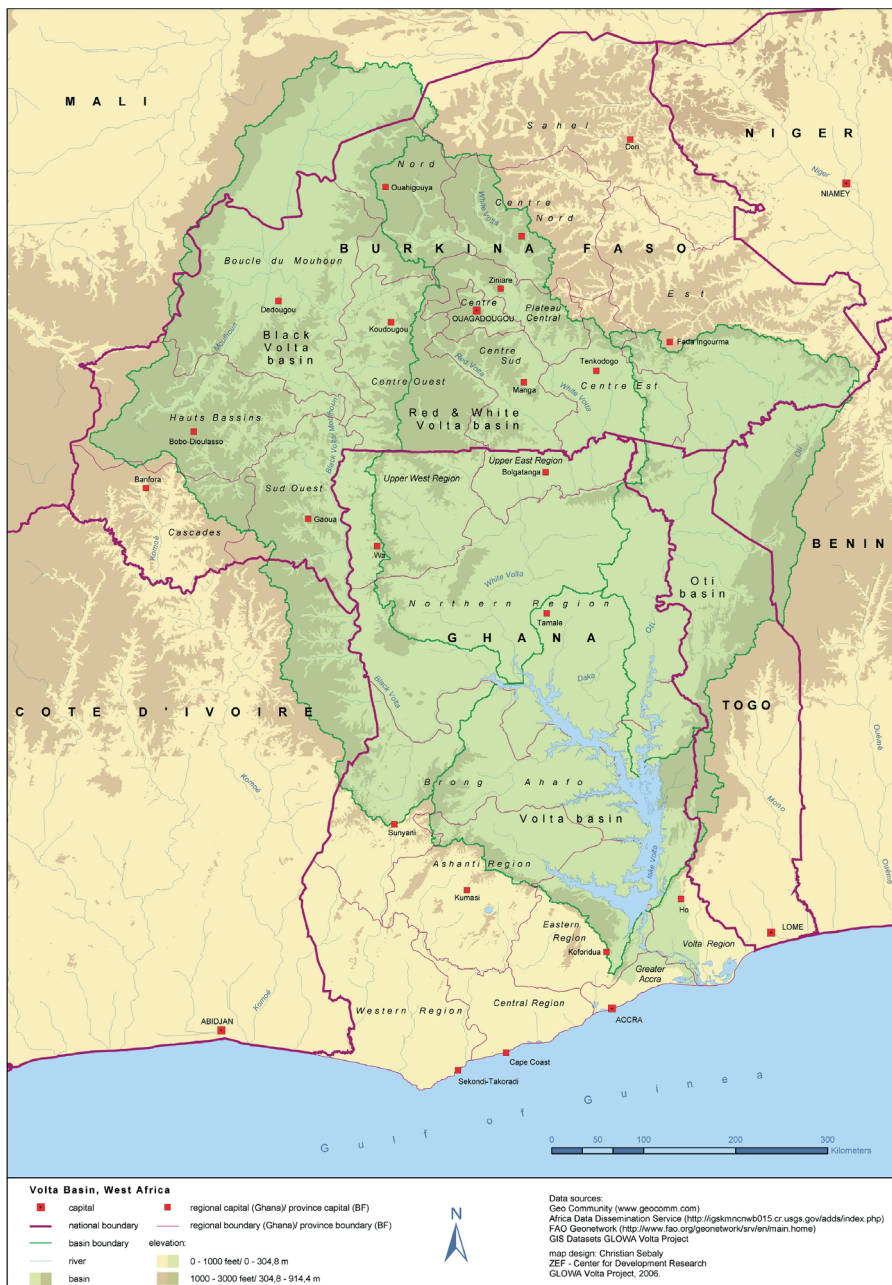 MALI
NIGER
Sahel
Dori
Niger
NIAMEY
Nord
Ouahigouya
White Volta
Centre
Nord
BURKINA FASO
Boucle du Mouhoun
Ziniare
Est
Dedougou
Centre
OUAGADOUGOU
Plateau
Central
Koudougou
Mouhoun
Black
Volta
basin
Fada Ingourma
Red Volta
Centre
Sud
Tenkodogo
Centre Ouest
Manga
White Volta
Centre Est
Hauts Bassins
Red & White
Volta basin
Bobo-Dioulasso
Black Volta( Mouhoun )
Oti
Banfora
Upper West Region
Upper East Region
Bolgatanga
Sud Ouest
Gaoua
Cascades
Komoé
Wa
BENIN
White Volta
Oti
basin
Northern Region
Tamale
GHANA
Oti
Daka
Black Volta
COTE D'IVOIRE
TOGO
Ouémé
Komoé
Komoé
Brong Ahafo
Mono
Volta basin
Sunyani
Ashanti Region
lake Volta
Ouémé
Kumasi
Ho
Eastern
Region
LOME
Volta Region
Koforidua
Greater
Accra
Komoé
Western Region
Central Region
ABIDJAN
ACCRA
Cape Coast
Sekondi-Takoradi
Gulf of Guinea
0 50 100 200 300
Kilometers
Volta Basin, West Africa
capital
regional capital (Ghana)/ province capital (BF)
national boundary
regional boundary (Ghana)/ province boundary (BF)
basin boundary
elevation:
river
0 - 1000 feet/ 0 - 304,8 m
basin
1000 - 3000 feet/ 304,8 - 914,4 m
N
Data sources:
Geo Community (www.geocomm.com)
Africa Data Dissemination Service (http://igskmncnwb015.cr.usgs.gov/adds/index.php)
FAO Geonetwork (http://www.fao.org/geonetwork/srv/en/main.home)
GIS Datasets GLOWA Volta Project
map design: Christian Sebaly
ZEF - Center for Development Research
GLOWA Volta Project, 2006.